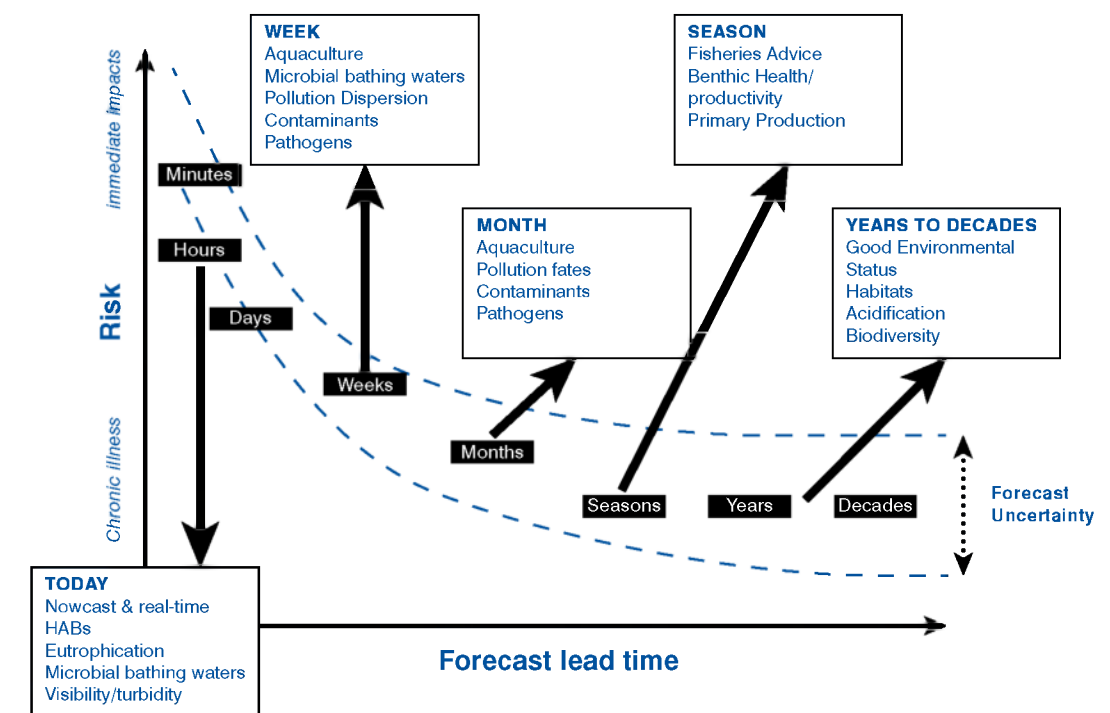 WEEK
Aquaculture
Microbial bathing waters
Pollution Dispersion
Contaminants
Pathogens
SEASON
Fisheries Advice
Benthic Health/
productivity
Primary Production
immediate impacts
Minutes
MONTH
Aquaculture
Pollution fates
Contaminants
Pathogens
YEARS TO DECADES
Good Environmental
Status
Habitats
Acidification
Biodiversity
Hours
Risk
Days
Weeks
Chronic illness
Months
Seasons
Years
Decades
Forecast
Uncertainty
TODAY
Nowcast & real-time
HABs
Eutrophication
Microbial bathing waters
Visibility/turbidity
Forecast lead time